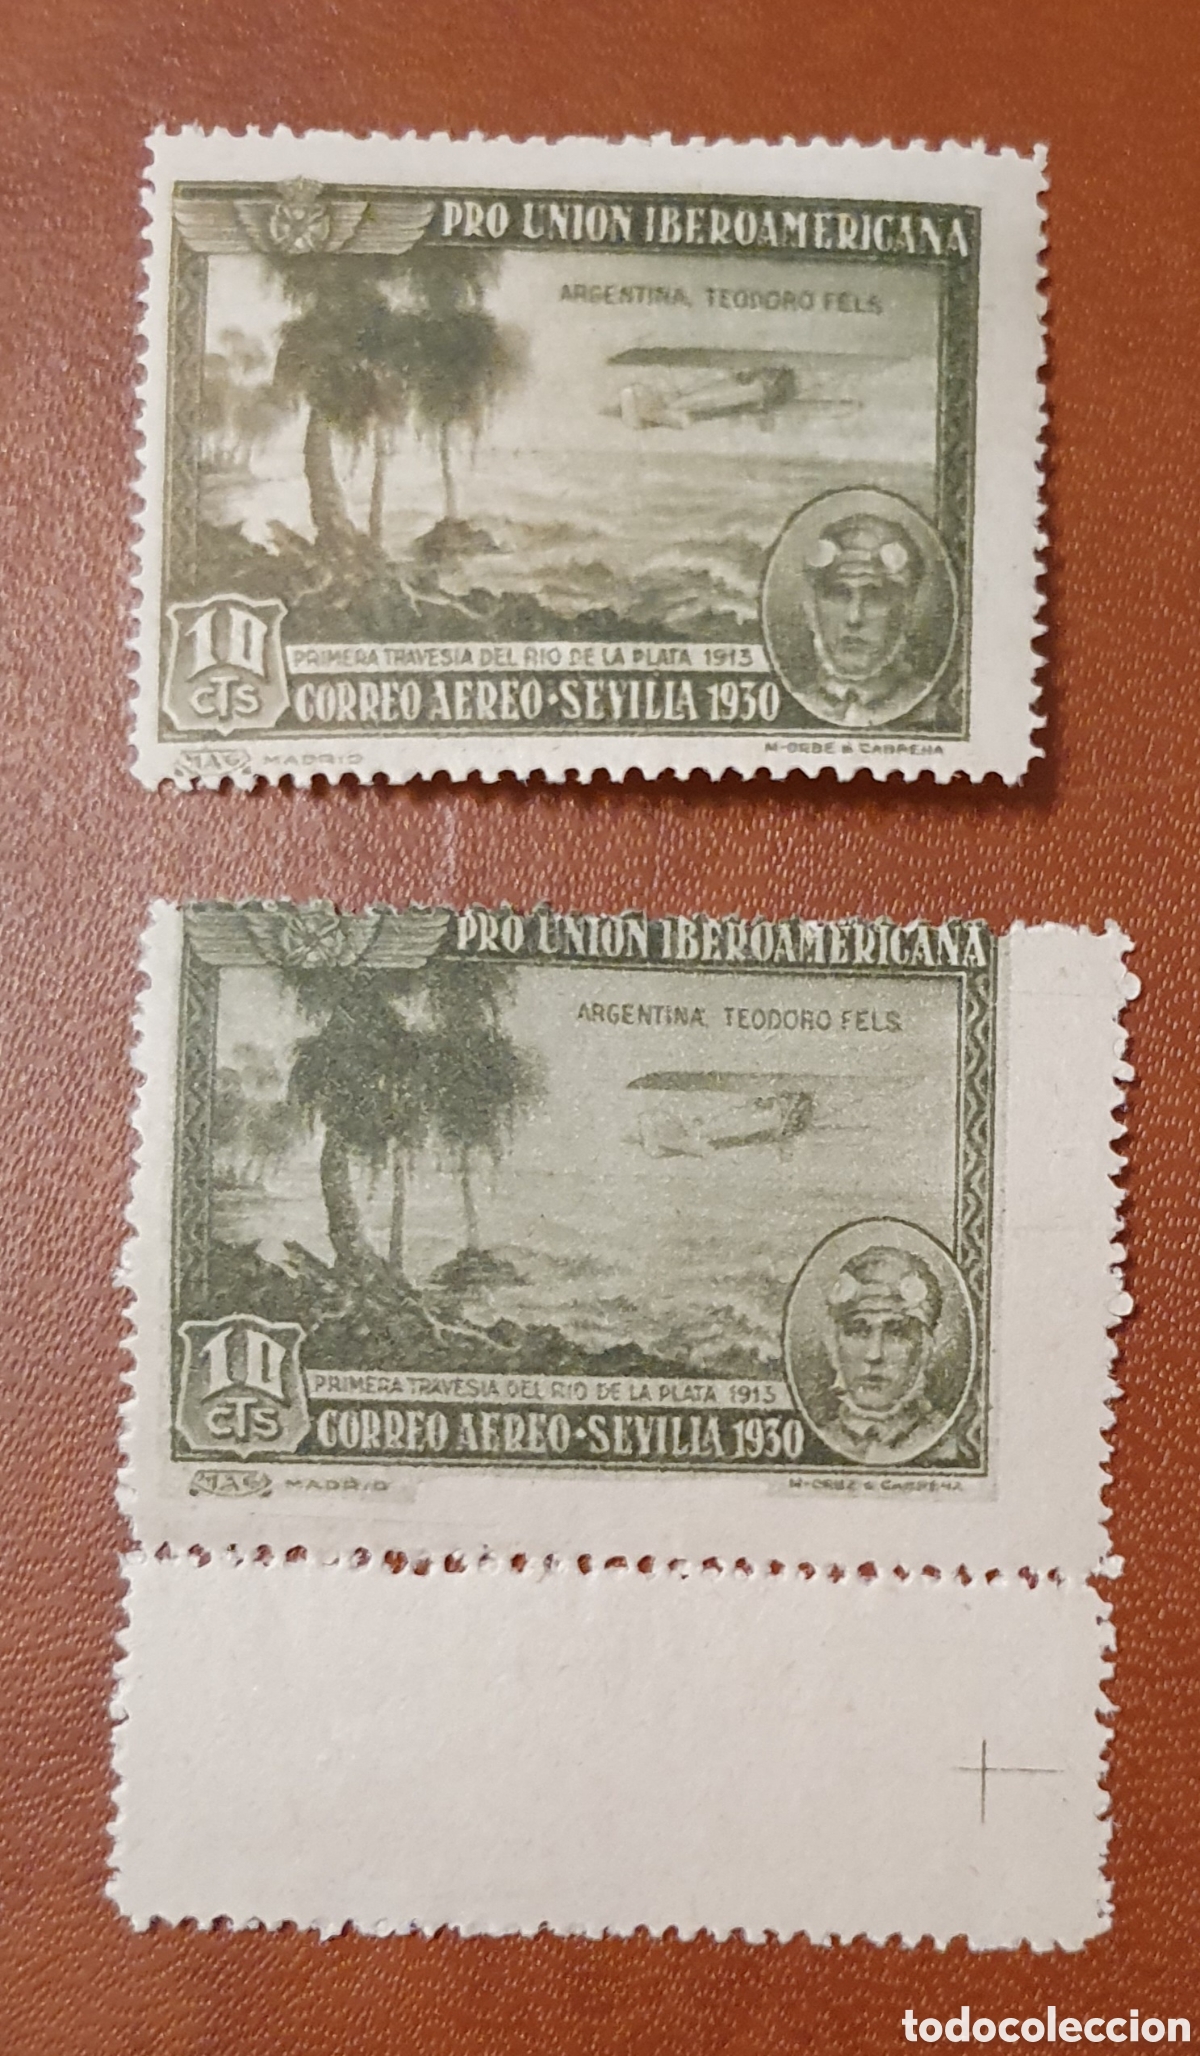 PRO UNION IBEROAMERICANA
ARGENTINA, TEODORO FELS
10
CTS
PRIMERA TRAVESIA DEL RIO DE LA PLATA 1913
CORREO AEREO·SEVILLA 1930
MADRID
PRO UNION IBEROAMERICANA
ARGENTINA, TEODORO FELS
10
CTS
PRIMERA TRAVESIA DEL RIO DE LA PLATA 1913
CORREO AEREO·SEVILLA 1930
MADRID
todocoleccion